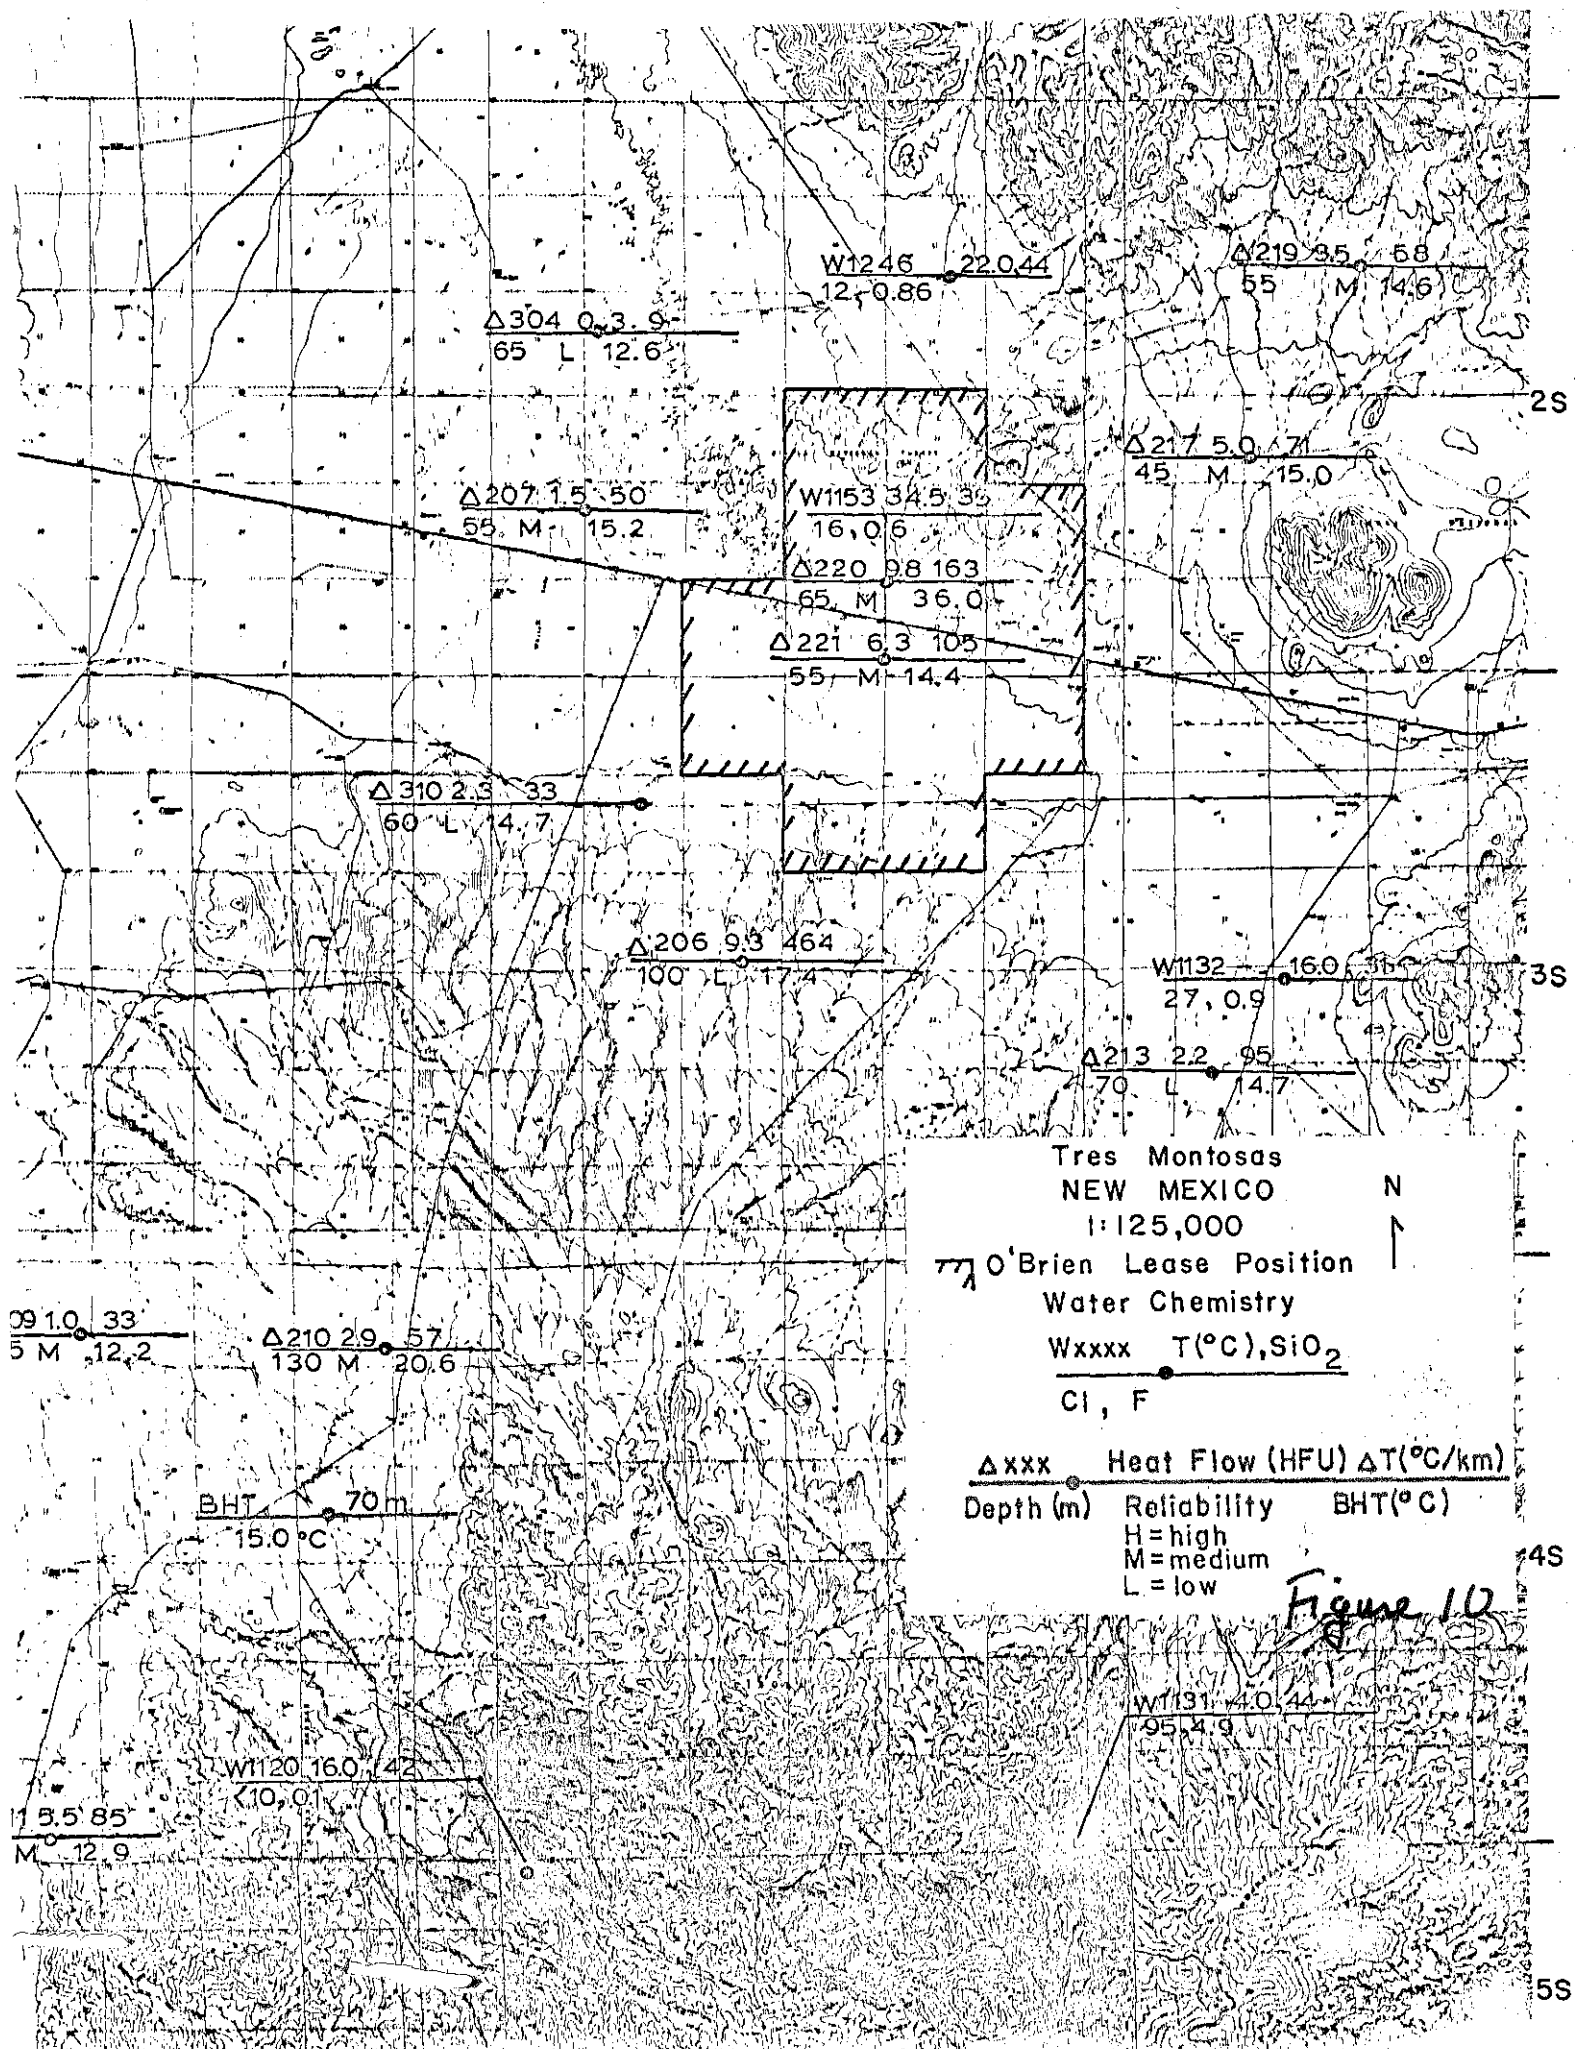 W1246 22.0,44
12,0.86
Δ219 9.5 68
55 M 14.6
Δ304 0.3. 9
65 L 12.6
2S
Δ217 5.0 71
45 M 15.0
Δ207 1.5 50
55 M 15.2
W1153 34.5
16,0.6
Δ220 9.8 163
65 M 36.0
Δ221 6.3 105
55 M 14.4
Δ310 2.3 33
60 L 14.7
Δ206 9.3 464
100 L 17.4
W1132 16.0
27, 0.9
3S
Δ213 2.2 95
70 L 14.7
Tres Montosas
NEW MEXICO
N
1:125,000
O'Brien Lease Position
Water Chemistry
Wxxxx T(°C),SiO2
Cl, F
09 1.0 33
5 M 12.2
Δ210 2.9 57
130 M 20.6
Δxxx Heat Flow (HFU) ΔT(°C/km)
Depth (m) Reliability BHT(°C)
H = high
M = medium
L = low
BHT 70m
15.0 °C
4S
Figure 10
W1131 40.44
95,4.9
W1120 16.0 42
<10,0.1
11 5.5 85
M 12.9
5S